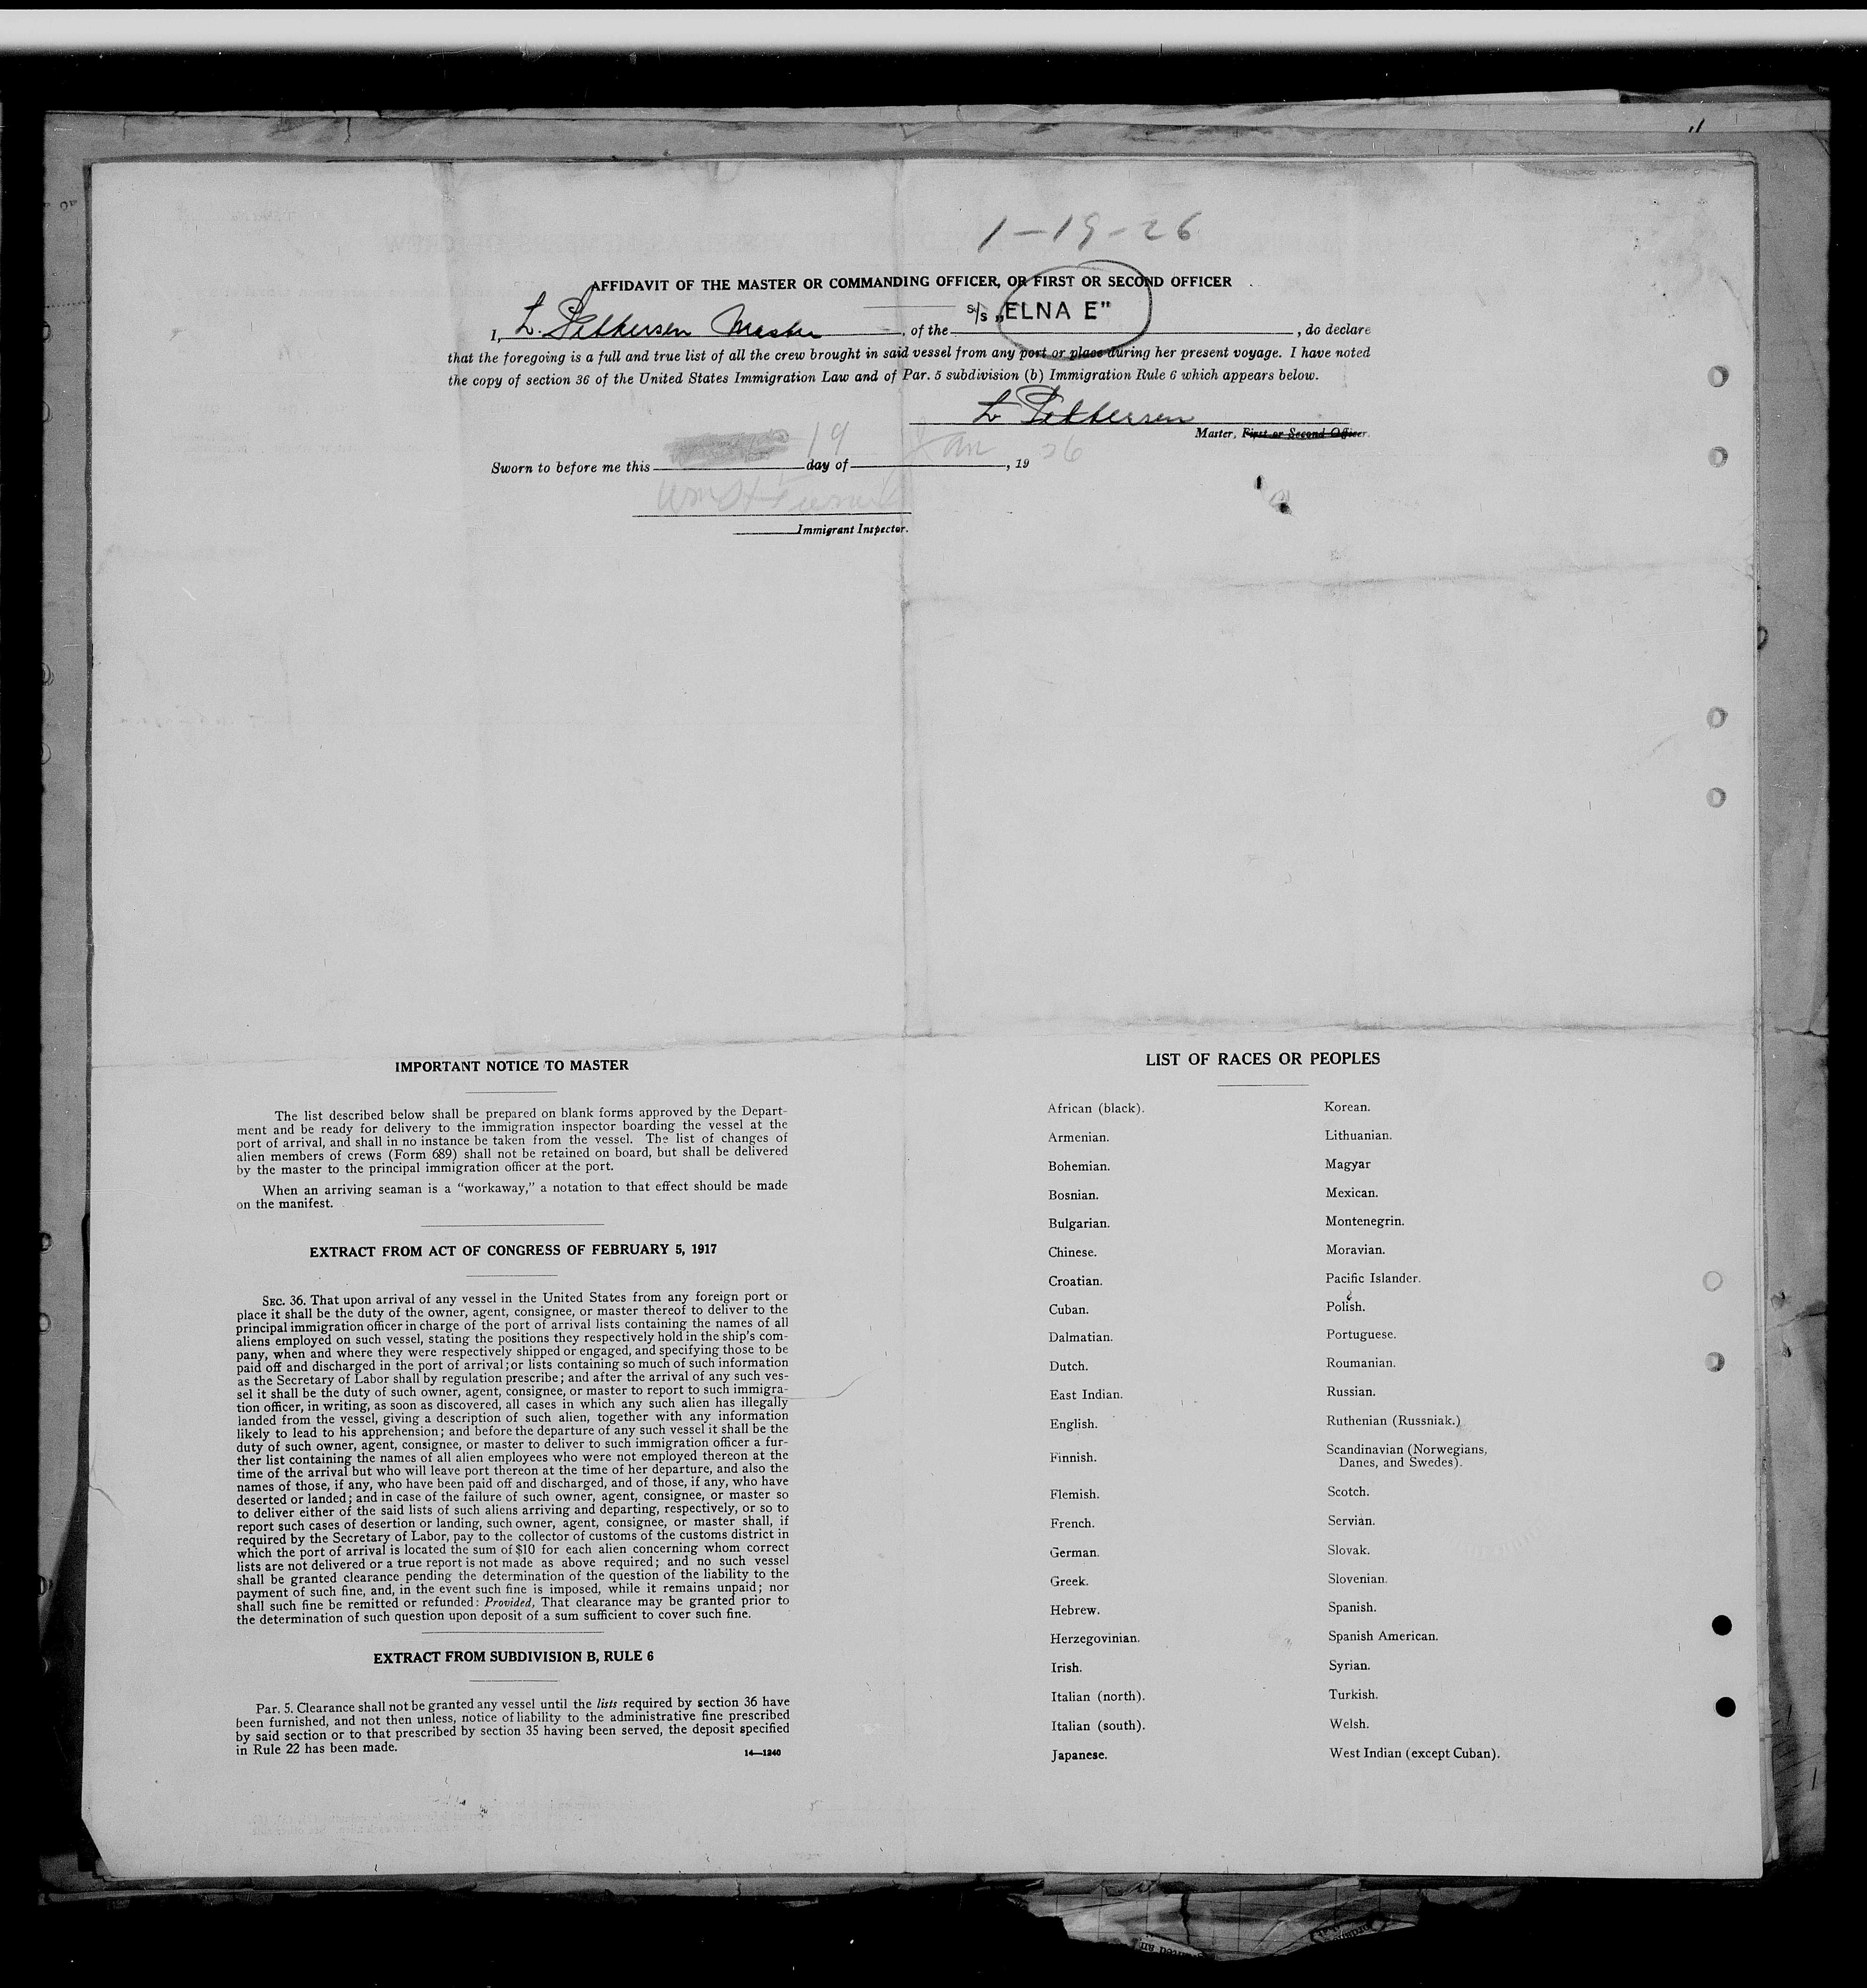 1-19-26
AFFIDAVIT OF THE MASTER OR COMMANDING OFFICER, OR FIRST OR SECOND OFFICER
I, L. Pettersen Master, of the s/s „ELNA E", do declare
that the foregoing is a full and true list of all the crew brought in said vessel from any port or place during her present voyage. I have noted
the copy of section 36 of the United States Immigration Law and of Par. 5 subdivision (b) Immigration Rule 6 which appears below.
L Pettersen
Master, First or Second Officer.
Sworn to before me this 19 day of Jan, 19 26
Immigrant Inspector.
IMPORTANT NOTICE TO MASTER
The list described below shall be prepared on blank forms approved by the Depart-
ment and be ready for delivery to the immigration inspector boarding the vessel at the
port of arrival, and shall in no instance be taken from the vessel. The list of changes of
alien members of crews (Form 689) shall not be retained on board, but shall be delivered
by the master to the principal immigration officer at the port.
When an arriving seaman is a "workaway," a notation to that effect should be made
on the manifest.
EXTRACT FROM ACT OF CONGRESS OF FEBRUARY 5, 1917
SEC. 36. That upon arrival of any vessel in the United States from any foreign port or
place it shall be the duty of the owner, agent, consignee, or master thereof to deliver to the
principal immigration officer in charge of the port of arrival lists containing the names of all
aliens employed on such vessel, stating the positions they respectively hold in the ship's com-
pany, when and where they were respectively shipped or engaged, and specifying those to be
paid off and discharged in the port of arrival; or lists containing so much of such information
as the Secretary of Labor shall by regulation prescribe; and after the arrival of any such ves-
sel it shall be the duty of such owner, agent, consignee, or master to report to such immigra-
tion officer, in writing, as soon as discovered, all cases in which any such alien has illegally
landed from the vessel, giving a description of such alien, together with any information
likely to lead to his apprehension; and before the departure of any such vessel it shall be the
duty of such owner, agent, consignee, or master to deliver to such immigration officer a fur-
ther list containing the names of all alien employees who were not employed thereon at the
time of the arrival but who will leave port thereon at the time of her departure, and also the
names of those, if any, who have been paid off and discharged, and of those, if any, who have
deserted or landed; and in case of the failure of such owner, agent, consignee, or master so
to deliver either of the said lists of such aliens arriving and departing, respectively, or so to
report such cases of desertion or landing, such owner, agent, consignee, or master shall, if
required by the Secretary of Labor, pay to the collector of customs of the customs district in
which the port of arrival is located the sum of $10 for each alien concerning whom correct
lists are not delivered or a true report is not made as above required; and no such vessel
shall be granted clearance pending the determination of the question of the liability to the
payment of such fine, and, in the event such fine is imposed, while it remains unpaid; nor
shall such fine be remitted or refunded: Provided, That clearance may be granted prior to
the determination of such question upon deposit of a sum sufficient to cover such fine.
EXTRACT FROM SUBDIVISION B, RULE 6
Par. 5. Clearance shall not be granted any vessel until the lists required by section 36 have
been furnished, and not then unless, notice of liability to the administrative fine prescribed
by said section or to that prescribed by section 35 having been served, the deposit specified
in Rule 22 has been made.
14—1240
LIST OF RACES OR PEOPLES
African (black).
Armenian.
Bohemian.
Bosnian.
Bulgarian.
Chinese.
Croatian.
Cuban.
Dalmatian.
Dutch.
East Indian.
English.
Finnish.
Flemish.
French.
German.
Greek.
Hebrew.
Herzegovinian.
Irish.
Italian (north).
Italian (south).
Japanese.
Korean.
Lithuanian.
Magyar
Mexican.
Montenegrin.
Moravian.
Pacific Islander.
Polish.
Portuguese.
Roumanian.
Russian.
Ruthenian (Russniak.)
Scandinavian (Norwegians,
Danes, and Swedes).
Scotch.
Servian.
Slovak.
Slovenian.
Spanish.
Spanish American.
Syrian.
Turkish.
Welsh.
West Indian (except Cuban).